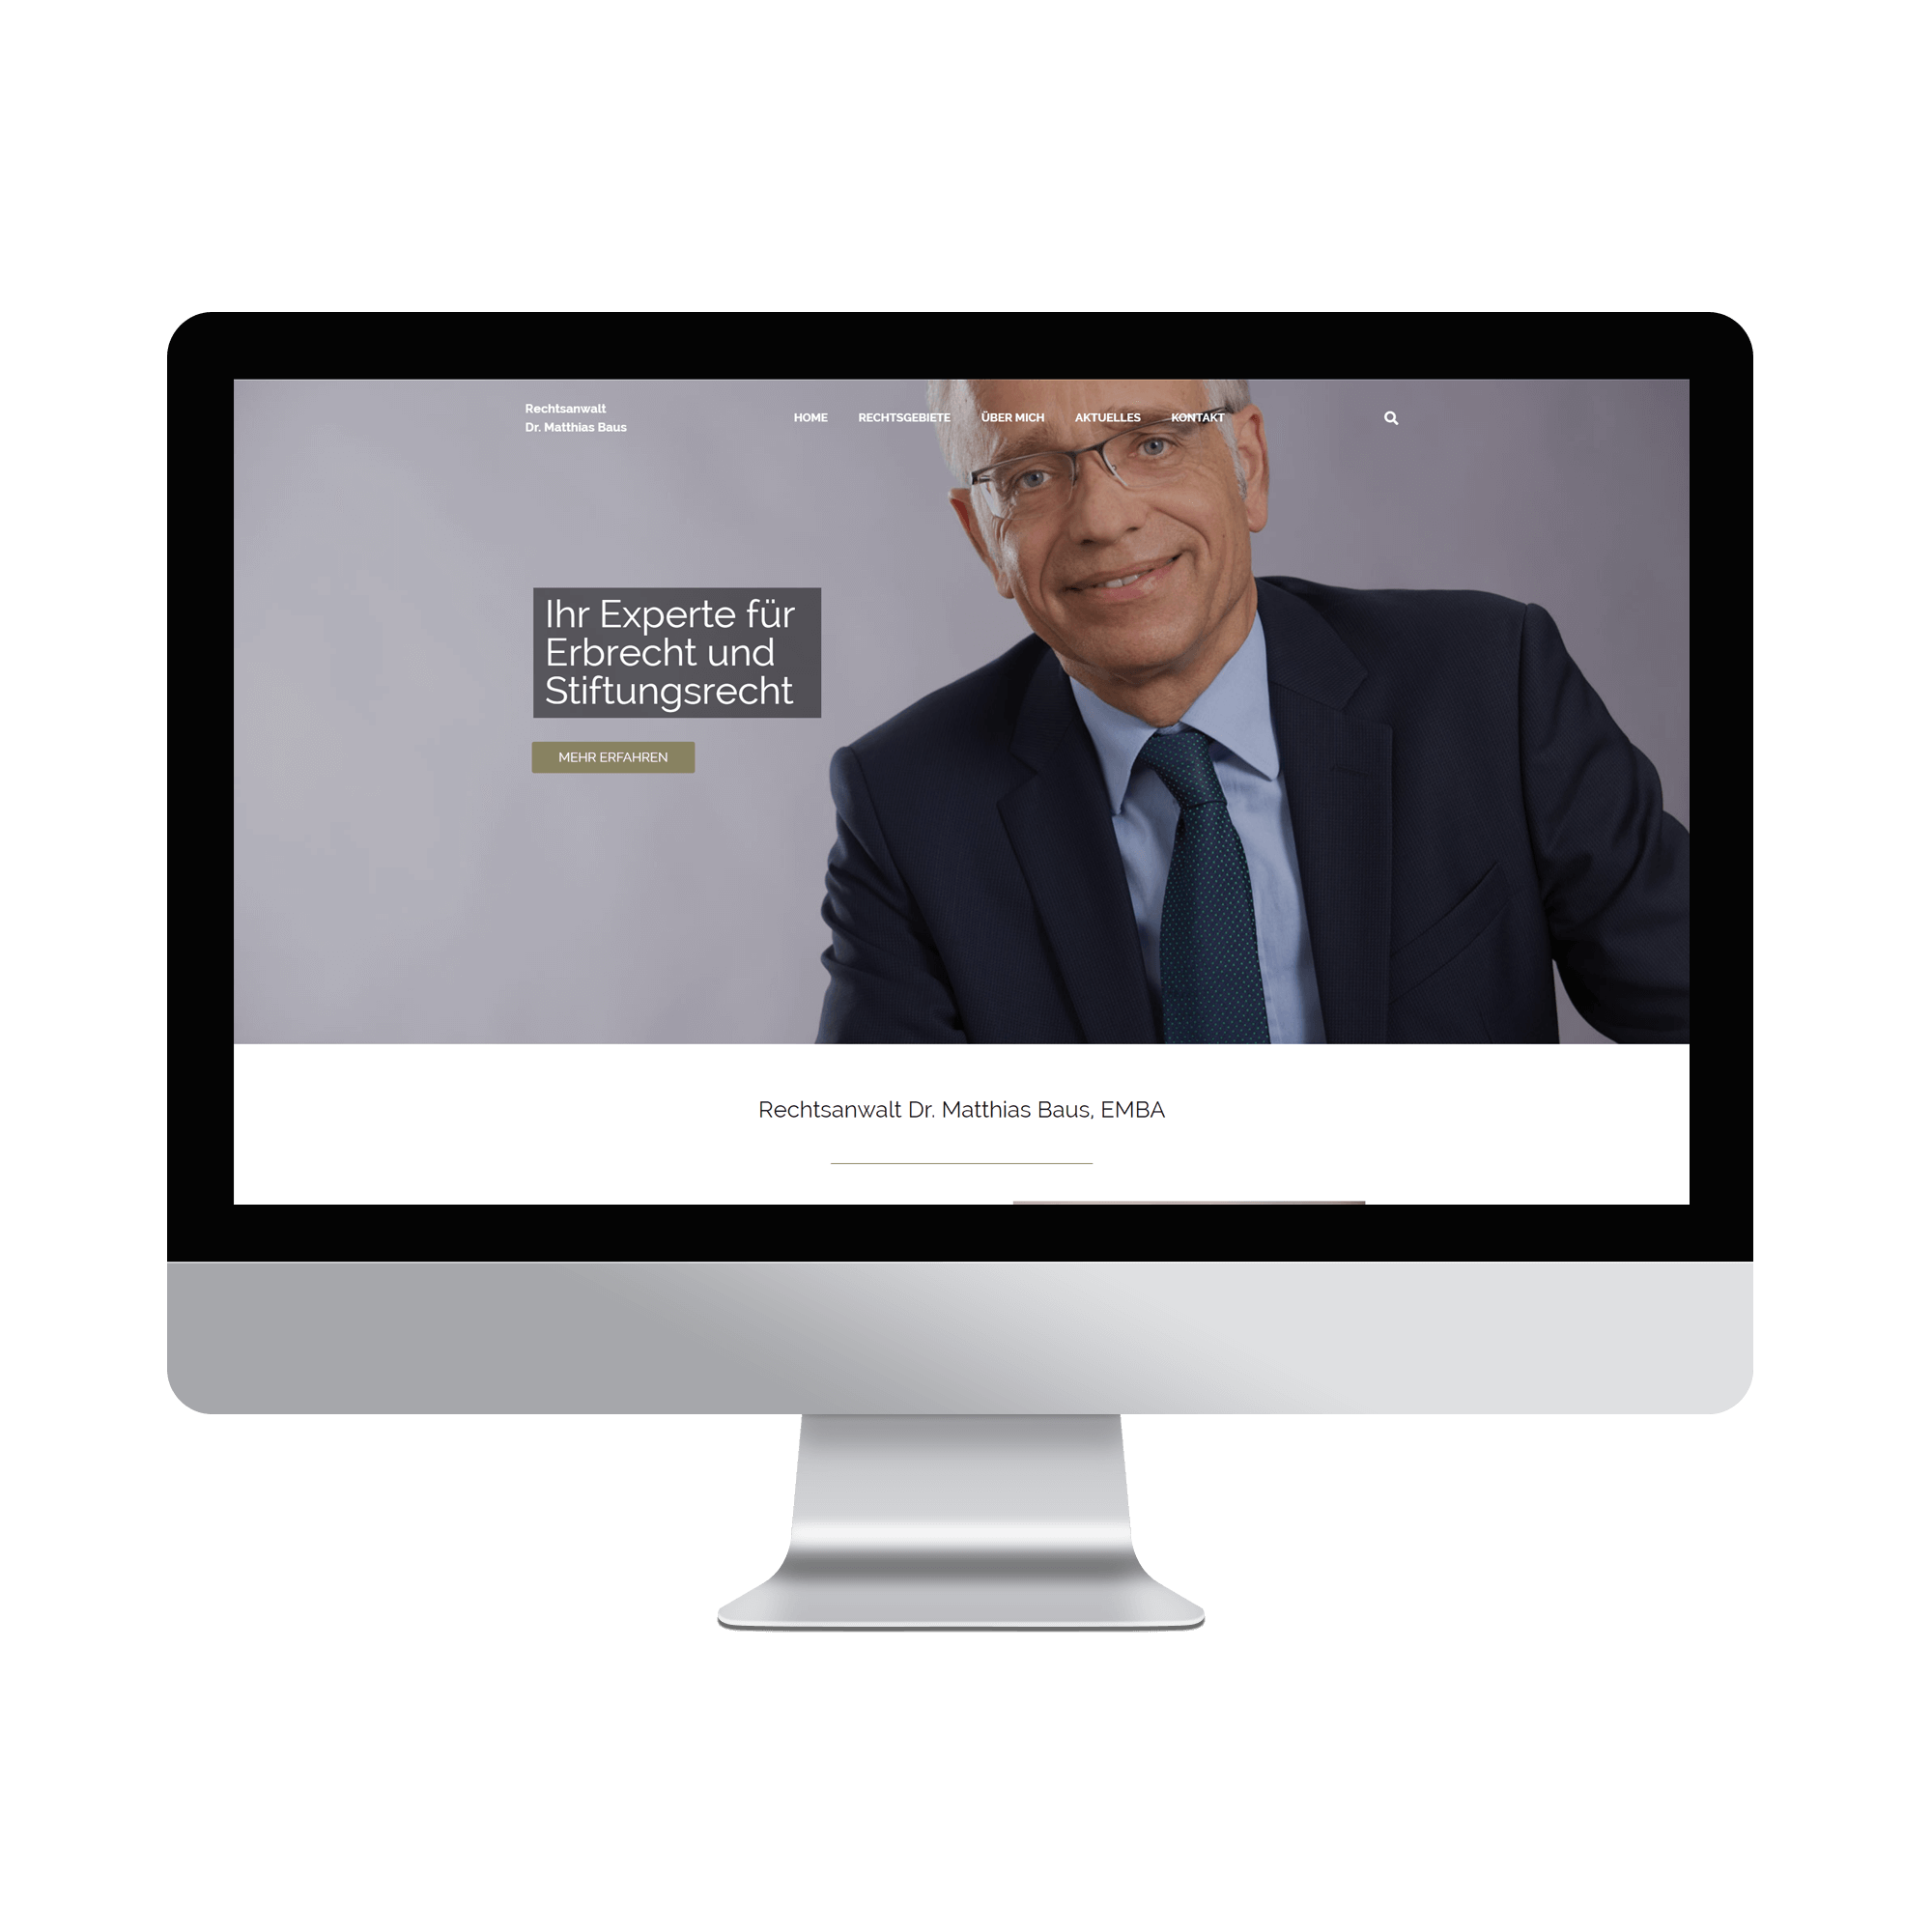 Rechtsanwalt
Dr. Matthias Baus
HOME RECHTSGEBIETE ÜBER MICH AKTUELLES KONTAKT
Ihr Experte für
Erbrecht und
Stiftungsrecht
MEHR ERFAHREN
Rechtsanwalt Dr. Matthias Baus, EMBA